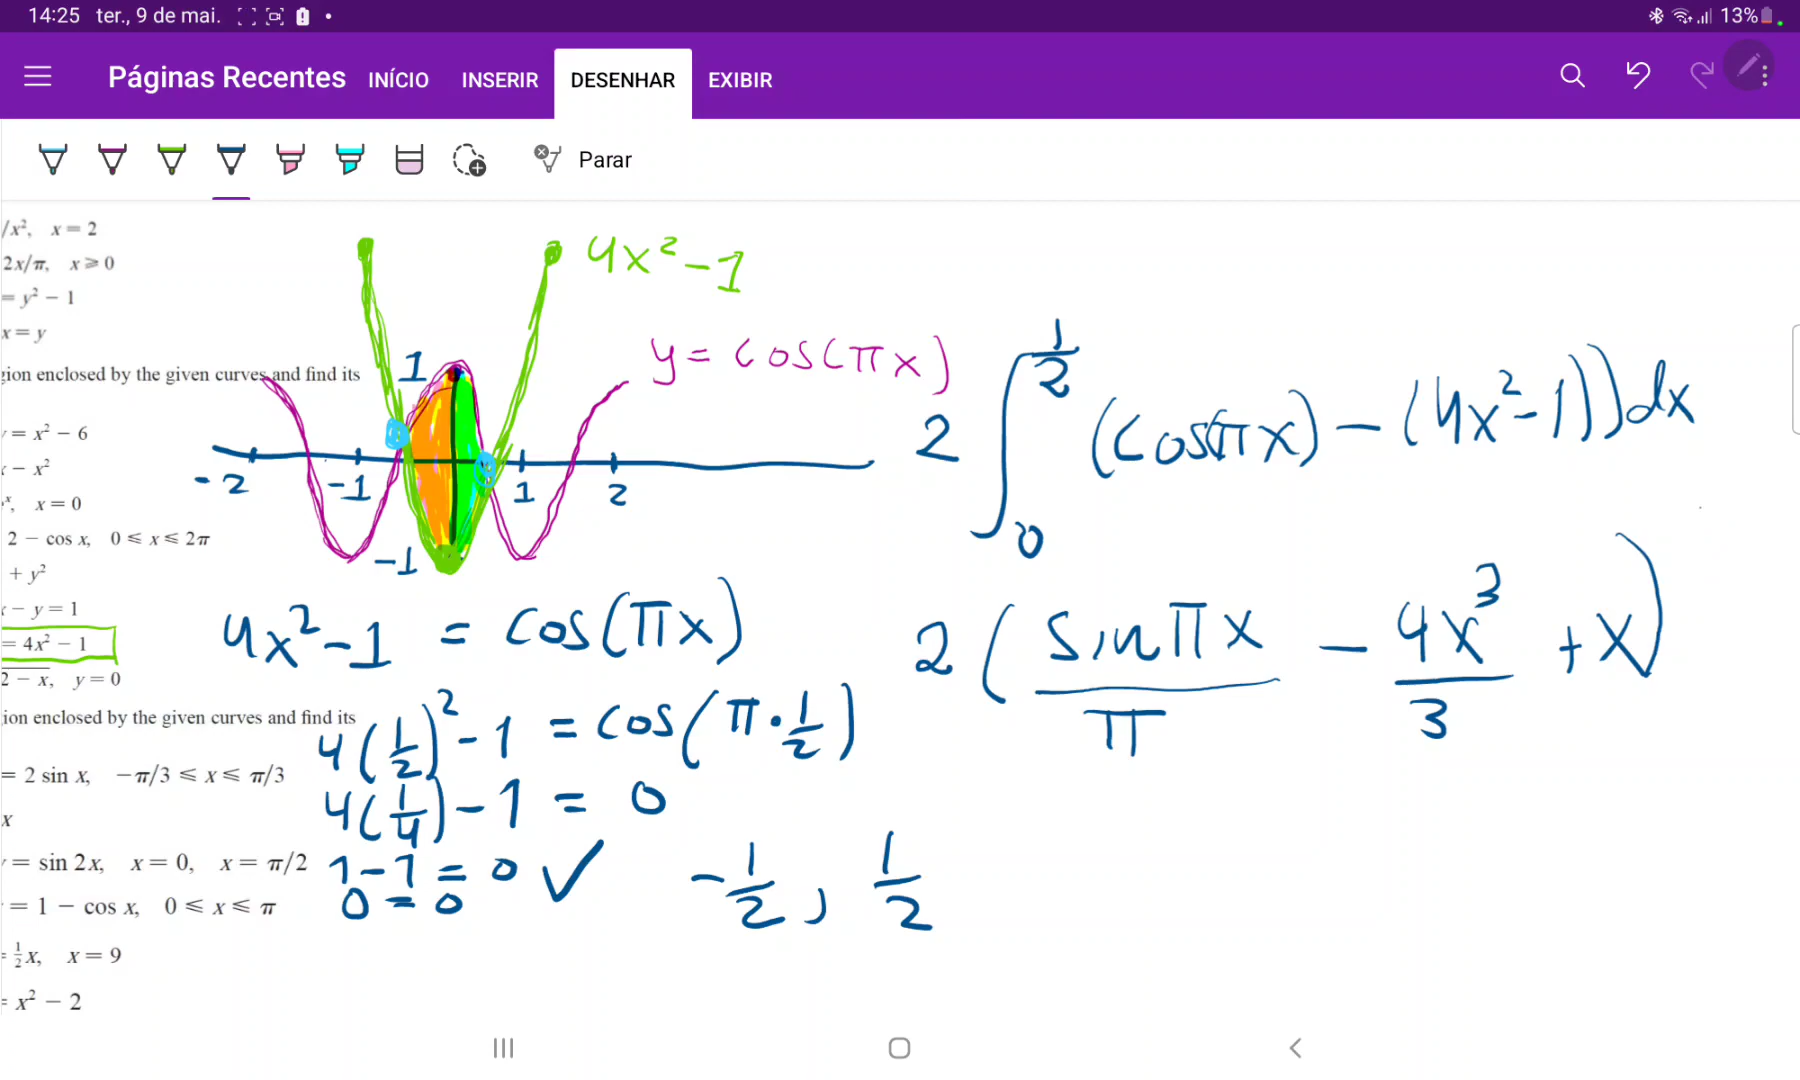 14:25 ter., 9 de mai.
13%
Páginas Recentes INÍCIO INSERIR DESENHAR EXIBIR
Parar
/x², x = 2
2x/π, x ⩾ 0
= y² − 1
x = y
gion enclosed by the given curves and find its
= x² − 6
− x²
x, x = 0
2 − cos x, 0 ⩽ x ⩽ 2π
+ y²
− y = 1
= 4x² − 1
2 − x, y = 0
ion enclosed by the given curves and find its
= 2 sin x, −π/3 ⩽ x ⩽ π/3
x
= sin 2x, x = 0, x = π/2
= 1 − cos x, 0 ⩽ x ⩽ π
= ½x, x = 9
= x² − 2
4x² − 1
y = cos(πx)
1
-2 -1 1 2
-1
4x² − 1 = cos(πx)
4(1/2)² − 1 = cos(π · 1/2)
4(1/4) − 1 = 0
1 − 1 = 0 ✓
0 = 0
−1/2, 1/2
2 ∫₀^(1/2) (cos(πx) − (4x² − 1))dx
2(sin πx/π − 4x³/3 + x)